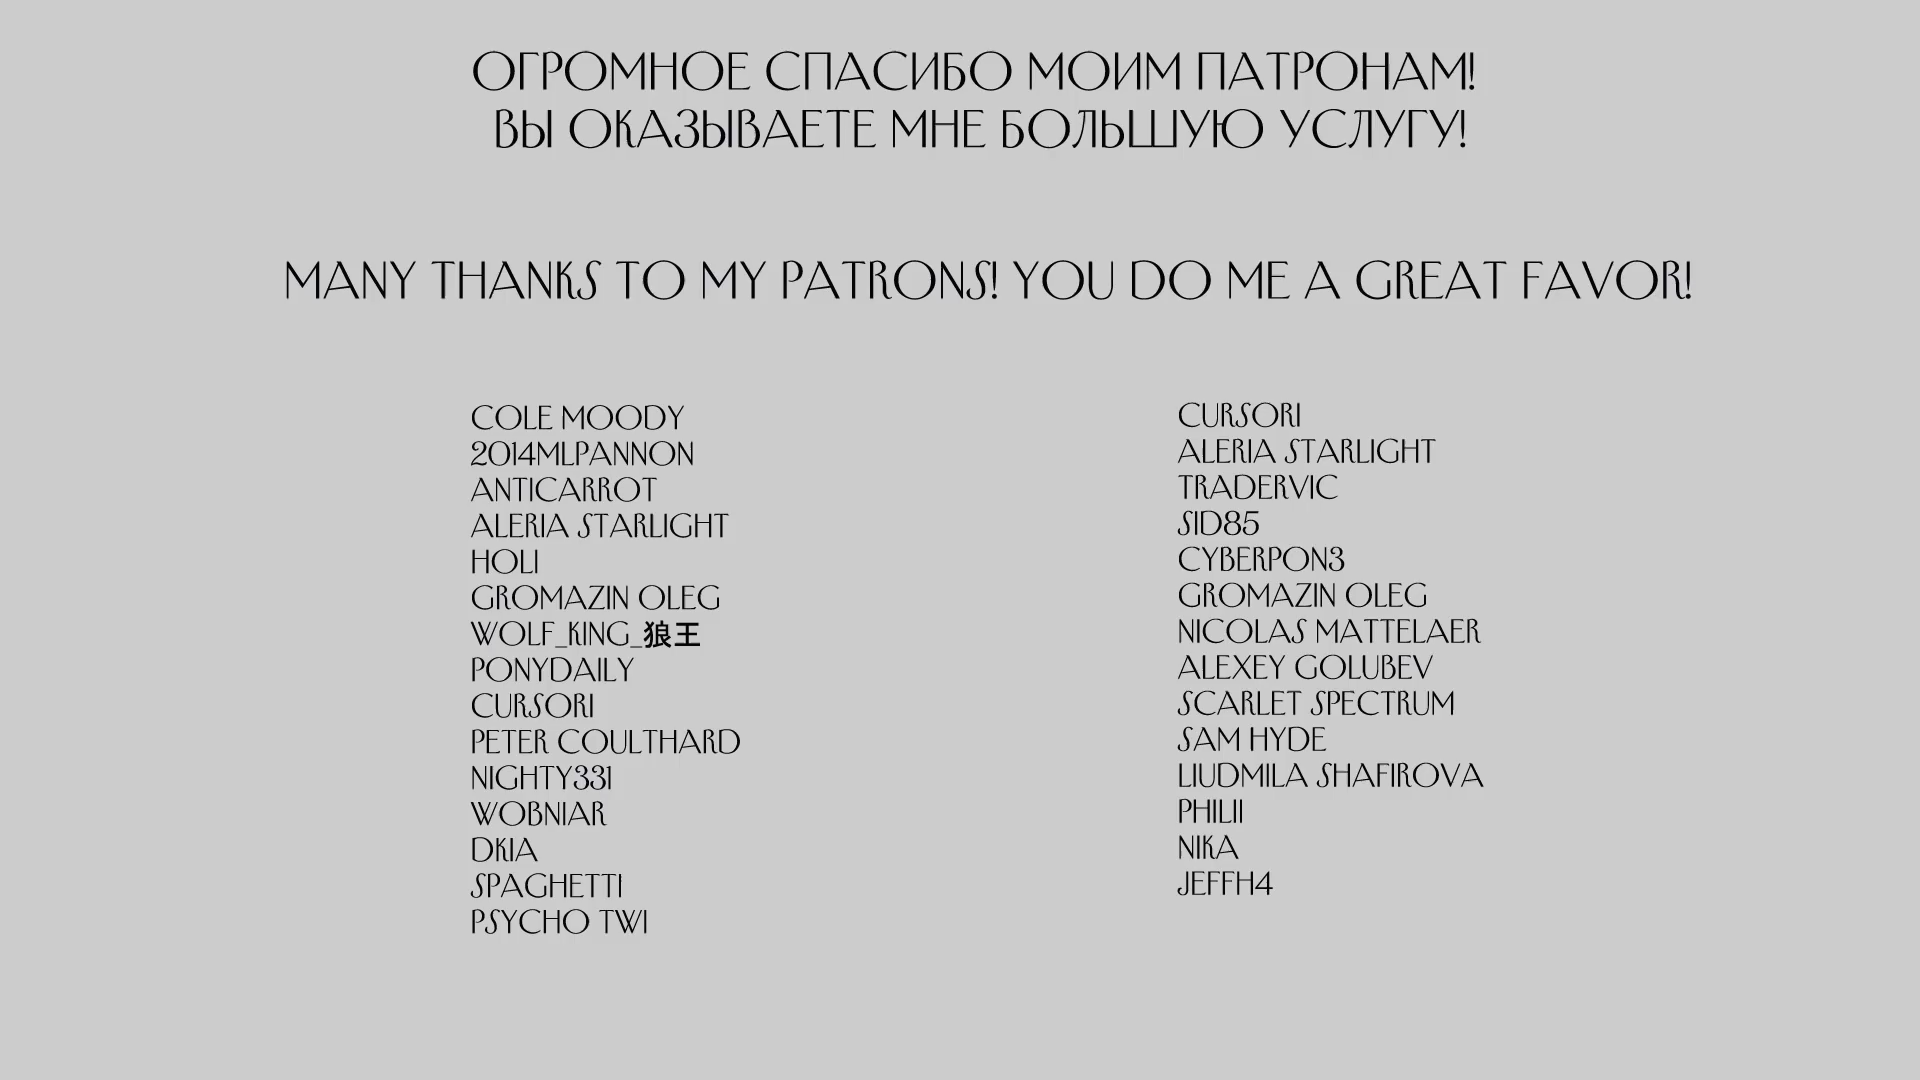 ОГРОМНОЕ СПАСИБО МОИМ ПАТРОНАМ!
ВЫ ОКАЗЫВАЕТЕ МНЕ БОЛЬШУЮ УСЛУГУ!
MANY THANKS TO MY PATRONS! YOU DO ME A GREAT FAVOR!
COLE MOODY
2014MLPANNON
ANTICARROT
ALERIA STARLIGHT
HOLI
GROMAZIN OLEG
WOLF_KING_狼王
PONYDAILY
CURSORI
PETER COULTHARD
NIGHTY331
WOBNIAR
DKIA
SPAGHETTI
PSYCHO TWI
CURSORI
ALERIA STARLIGHT
TRADERVIC
SID85
CYBERPON3
GROMAZIN OLEG
NICOLAS MATTELAER
ALEXEY GOLUBEV
SCARLET SPECTRUM
SAM HYDE
LIUDMILA SHAFIROVA
PHILII
NIKA
JEFFH4